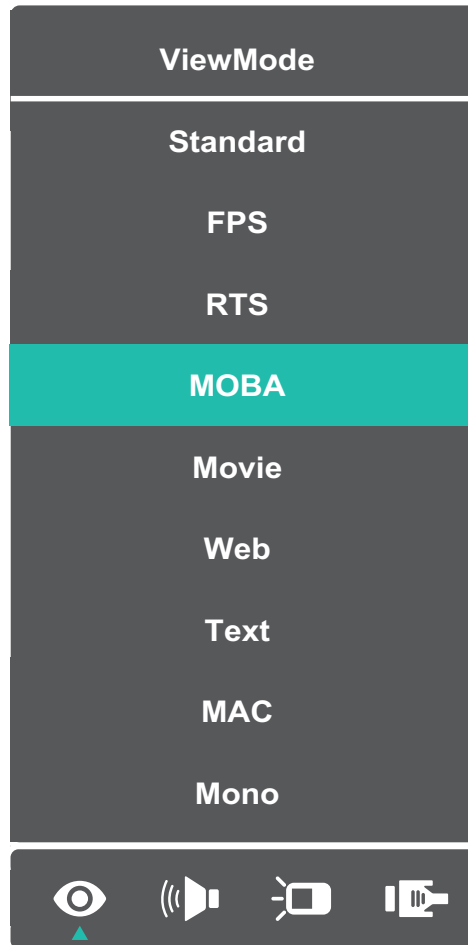 ViewMode
Standard
FPS
RTS
MOBA
Movie
Web
Text
MAC
Mono